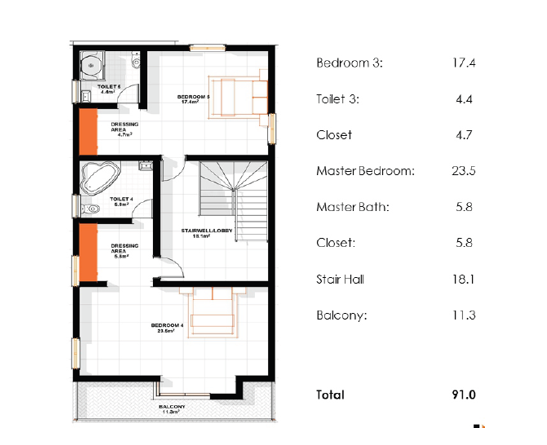 TOILET 5
4.4m²
BEDROOM 5
17.4m²
DRESSING
AREA
4.7m²
TOILET 4
5.8m²
STAIRWELL/LOBBY
18.1m²
DRESSING
AREA
5.8m²
BEDROOM 4
23.5m²
BALCONY
11.3m²
Bedroom 3: 17.4
Toilet 3: 4.4
Closet 4.7
Master Bedroom: 23.5
Master Bath: 5.8
Closet: 5.8
Stair Hall 18.1
Balcony: 11.3
Total 91.0